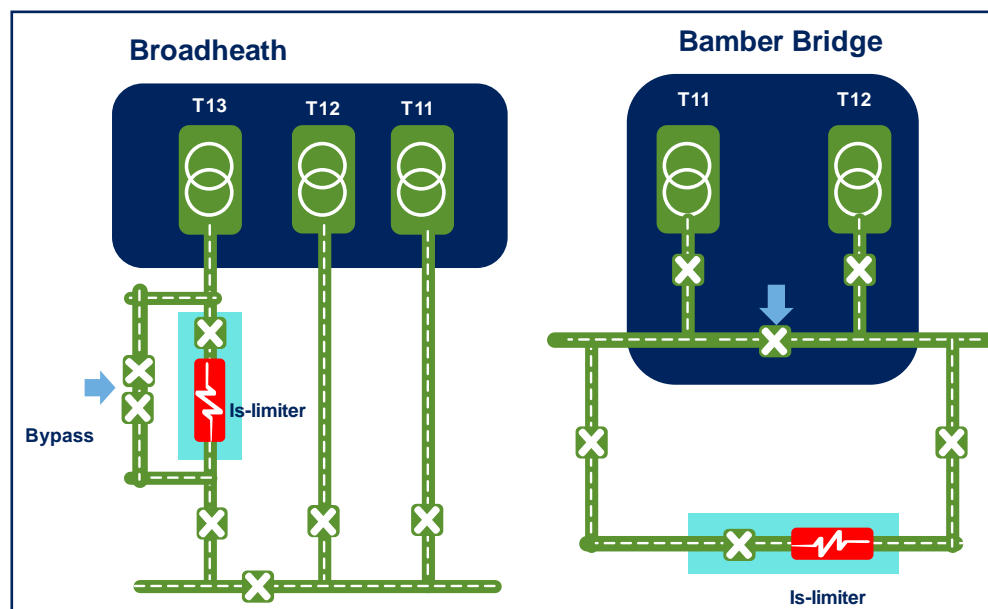 Broadheath
T13
T12
T11
Is-limiter
Bypass
Bamber Bridge
T11
T12
Is-limiter